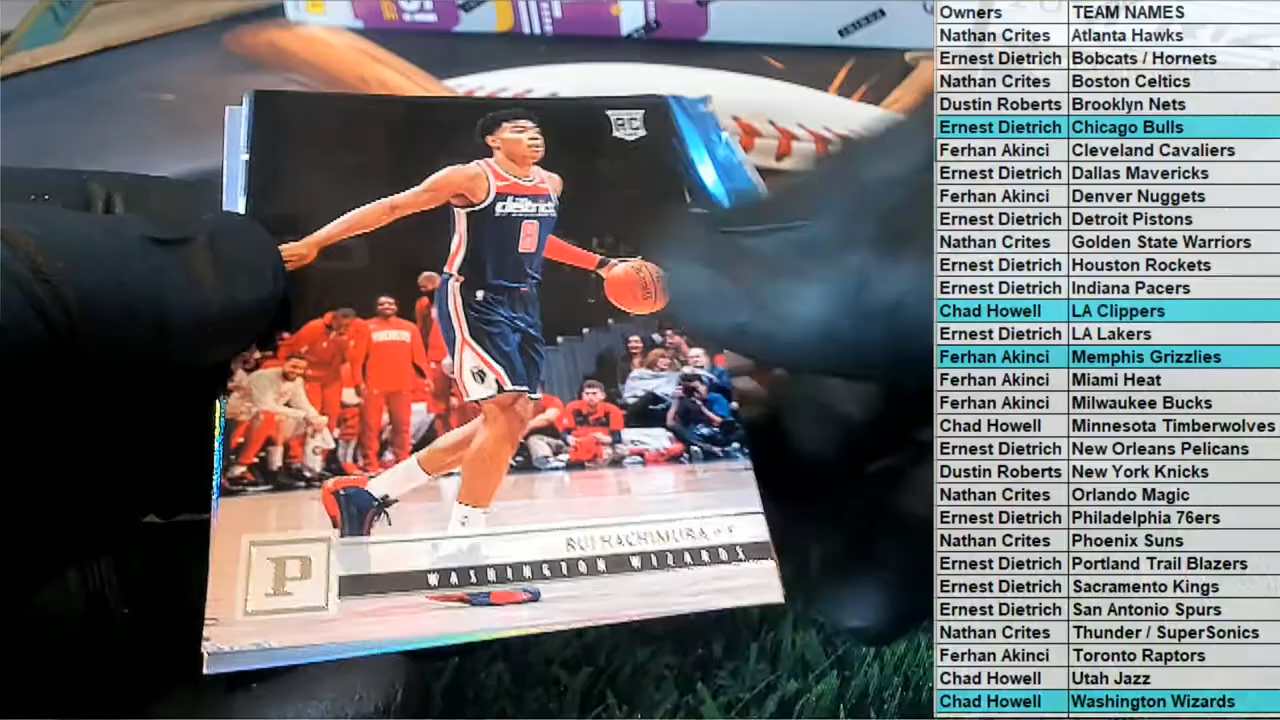 Owners TEAM NAMES
Nathan Crites Atlanta Hawks
Ernest Dietrich Bobcats / Hornets
Nathan Crites Boston Celtics
Dustin Roberts Brooklyn Nets
Ernest Dietrich Chicago Bulls
Ferhan Akinci Cleveland Cavaliers
Ernest Dietrich Dallas Mavericks
Ferhan Akinci Denver Nuggets
Ernest Dietrich Detroit Pistons
Nathan Crites Golden State Warriors
Ernest Dietrich Houston Rockets
Ernest Dietrich Indiana Pacers
Chad Howell LA Clippers
Ernest Dietrich LA Lakers
Ferhan Akinci Memphis Grizzlies
Ferhan Akinci Miami Heat
Ferhan Akinci Milwaukee Bucks
Chad Howell Minnesota Timberwolves
Ernest Dietrich New Orleans Pelicans
Dustin Roberts New York Knicks
Nathan Crites Orlando Magic
Ernest Dietrich Philadelphia 76ers
Nathan Crites Phoenix Suns
Ernest Dietrich Portland Trail Blazers
Ernest Dietrich Sacramento Kings
Ernest Dietrich San Antonio Spurs
Nathan Crites Thunder / SuperSonics
Ferhan Akinci Toronto Raptors
Chad Howell Utah Jazz
Chad Howell Washington Wizards
RC
8
RUI HACHIMURA
WASHINGTON WIZARDS
P